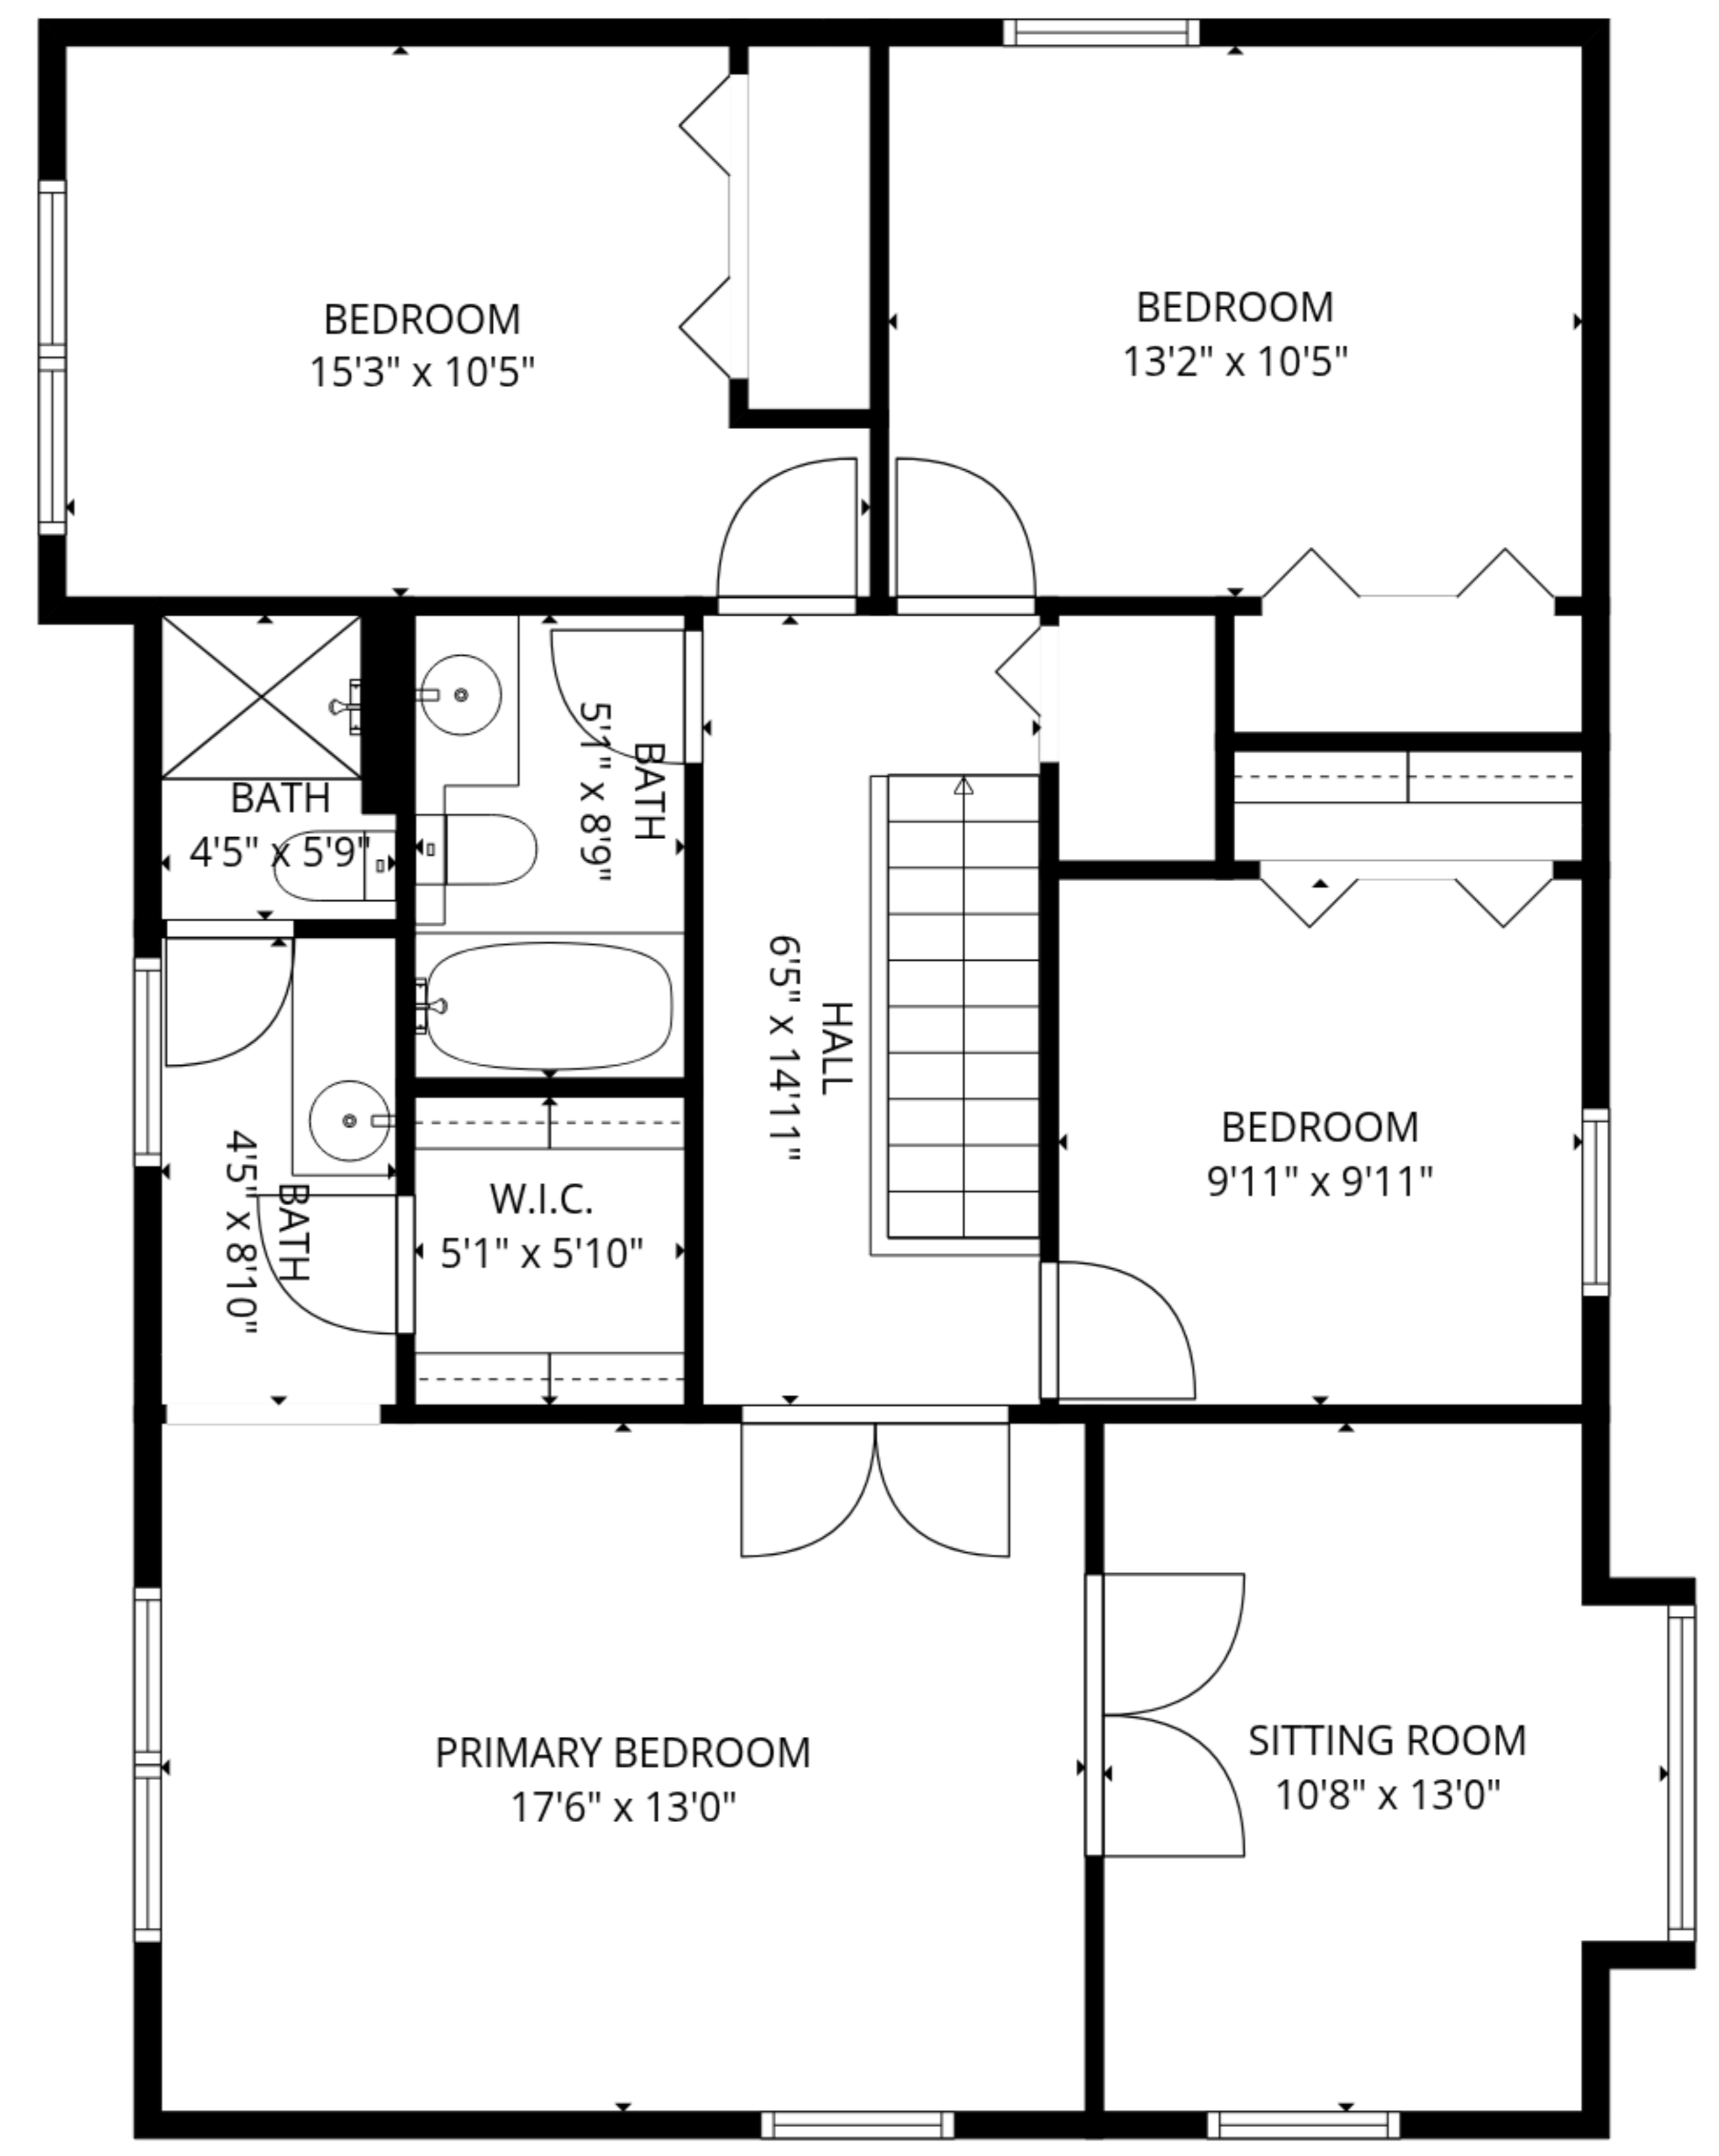 BEDROOM
15'3" x 10'5"
BEDROOM
13'2" x 10'5"
BATH
4'5" x 5'9"
BATH
5'1" x 8'9"
HALL
6'5" x 14'11"
BEDROOM
9'11" x 9'11"
BATH
4'5" x 8'10"
W.I.C.
5'1" x 5'10"
PRIMARY BEDROOM
17'6" x 13'0"
SITTING ROOM
10'8" x 13'0"